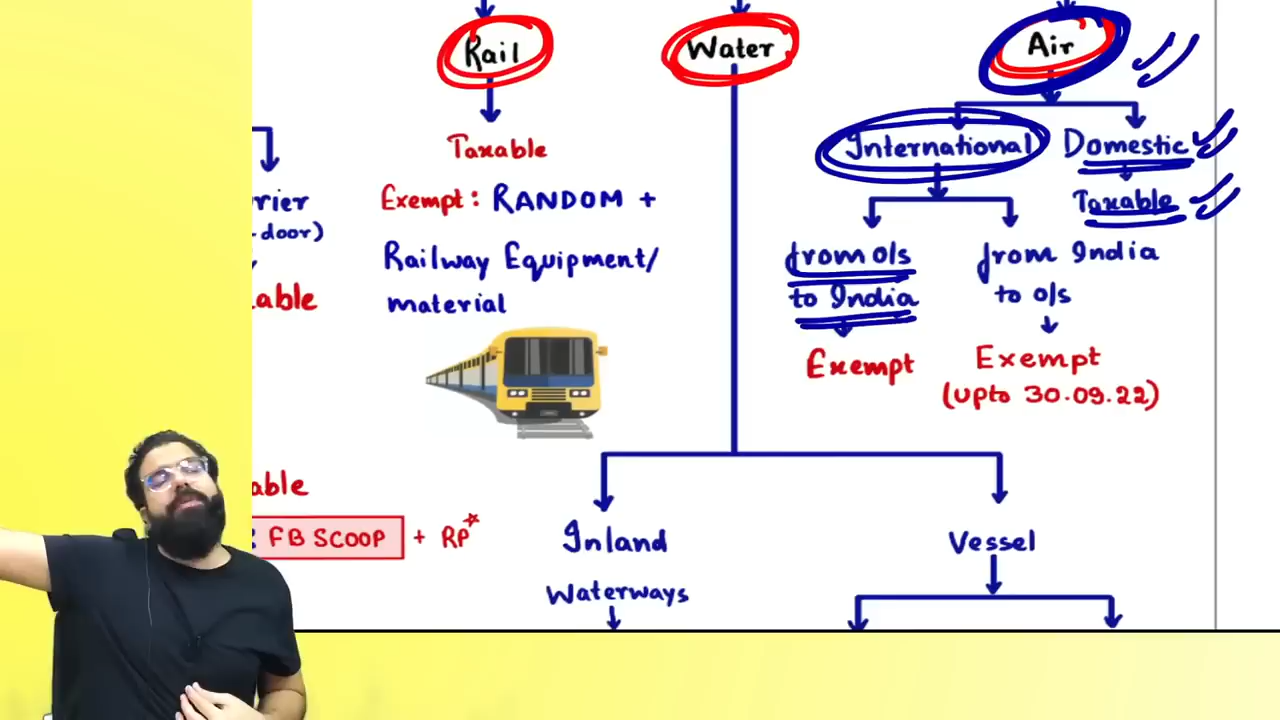 Rail
Water
Air
International
Domestic
Taxable
Taxable
rier
door)
Exempt: RANDOM +
Railway Equipment/
material
from o/s
to India
from India
to o/s
able
Exempt
Exempt
(upto 30.09.22)
able
FB SCOOP + RP*
Inland
Waterways
Vessel